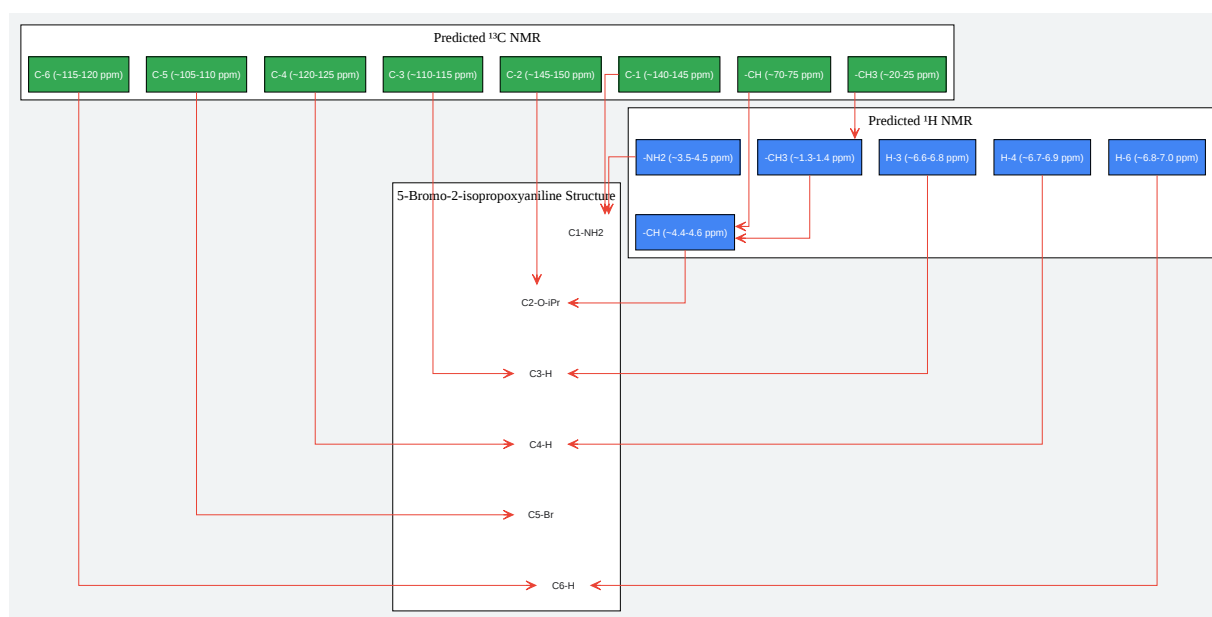 Predicted ¹³C NMR
C-6 (~115-120 ppm)
C-5 (~105-110 ppm)
C-4 (~120-125 ppm)
C-3 (~110-115 ppm)
C-2 (~145-150 ppm)
C-1 (~140-145 ppm)
-CH (~70-75 ppm)
-CH3 (~20-25 ppm)
Predicted ¹H NMR
-NH2 (~3.5-4.5 ppm)
-CH3 (~1.3-1.4 ppm)
H-3 (~6.6-6.8 ppm)
H-4 (~6.7-6.9 ppm)
H-6 (~6.8-7.0 ppm)
-CH (~4.4-4.6 ppm)
5-Bromo-2-isopropoxyaniline Structure
C1-NH2
C2-O-iPr
C3-H
C4-H
C5-Br
C6-H